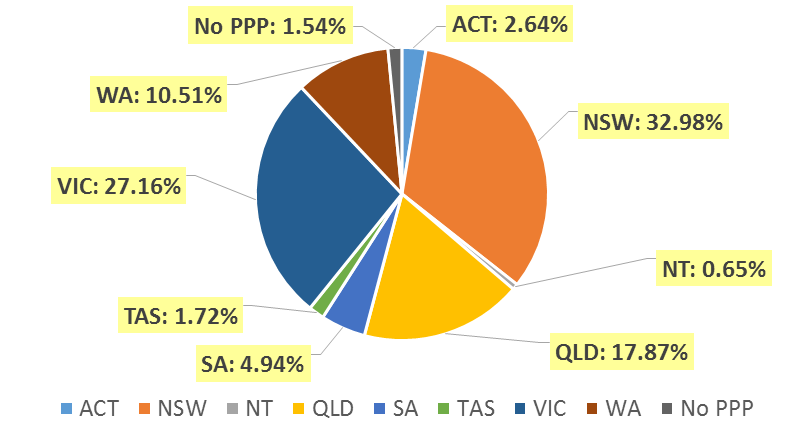 No PPP: 1.54%
ACT: 2.64%
WA: 10.51%
NSW: 32.98%
VIC: 27.16%
NT: 0.65%
TAS: 1.72%
QLD: 17.87%
SA: 4.94%
ACT NSW NT QLD SA TAS VIC WA No PPP